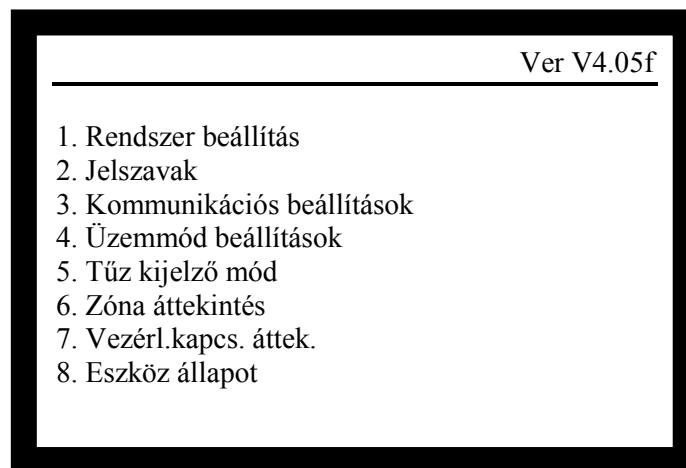 Ver V4.05f
1. Rendszer beállítás
2. Jelszavak
3. Kommunikációs beállítások
4. Üzemmód beállítások
5. Tűz kijelző mód
6. Zóna áttekintés
7. Vezérl.kapcs. áttek.
8. Eszköz állapot